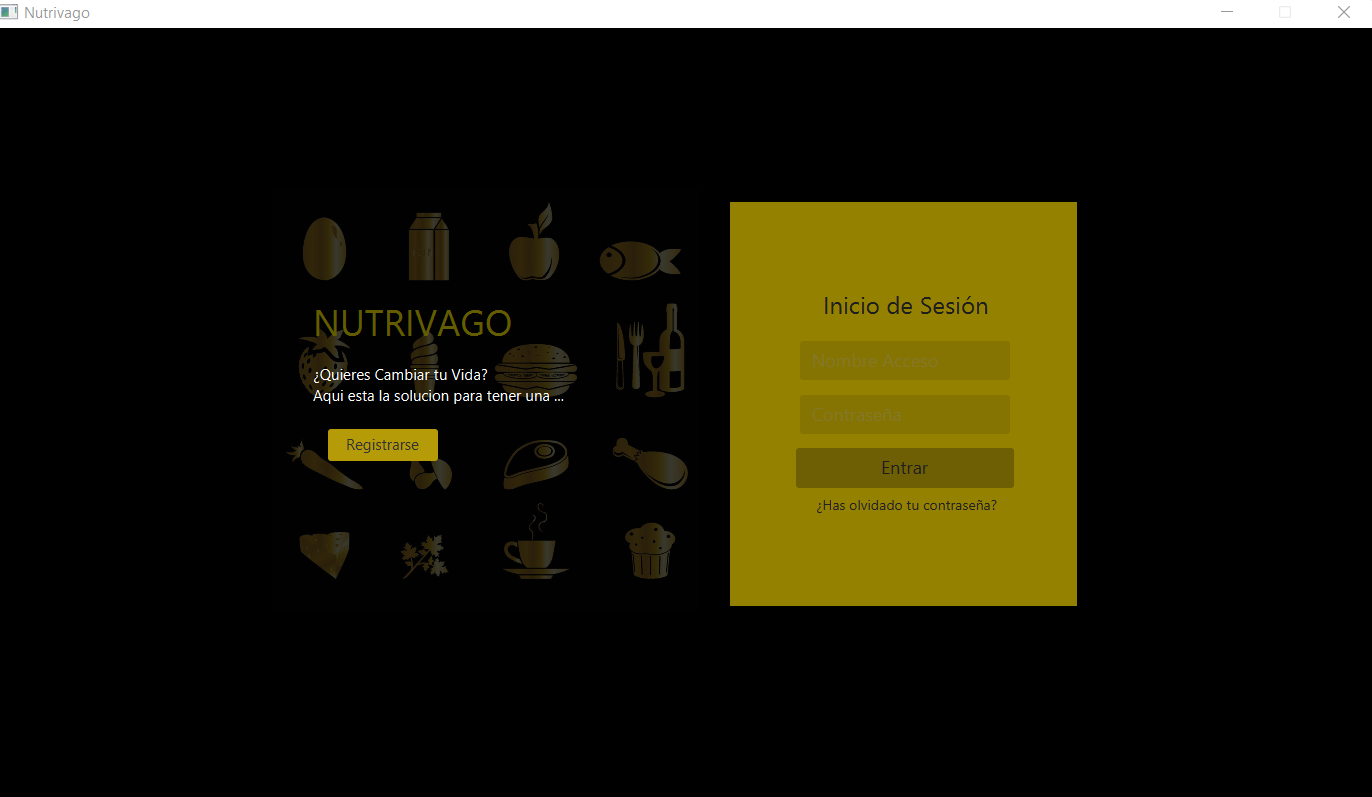 Nutrivago
NUTRIVAGO
¿Quieres Cambiar tu Vida?
Aqui esta la solucion para tener una ...
Registrarse
Inicio de Sesión
Nombre Acceso
Contraseña
Entrar
¿Has olvidado tu contraseña?